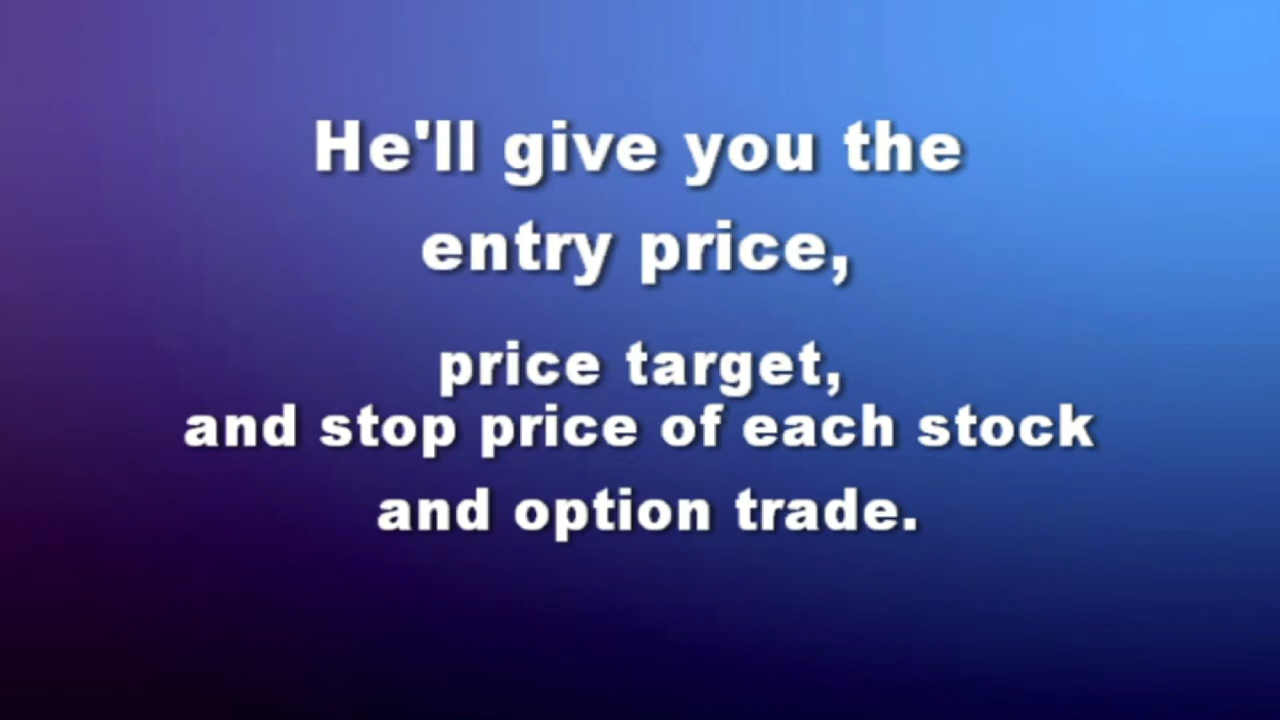 He'll give you the
entry price,
price target,
and stop price of each stock
and option trade.